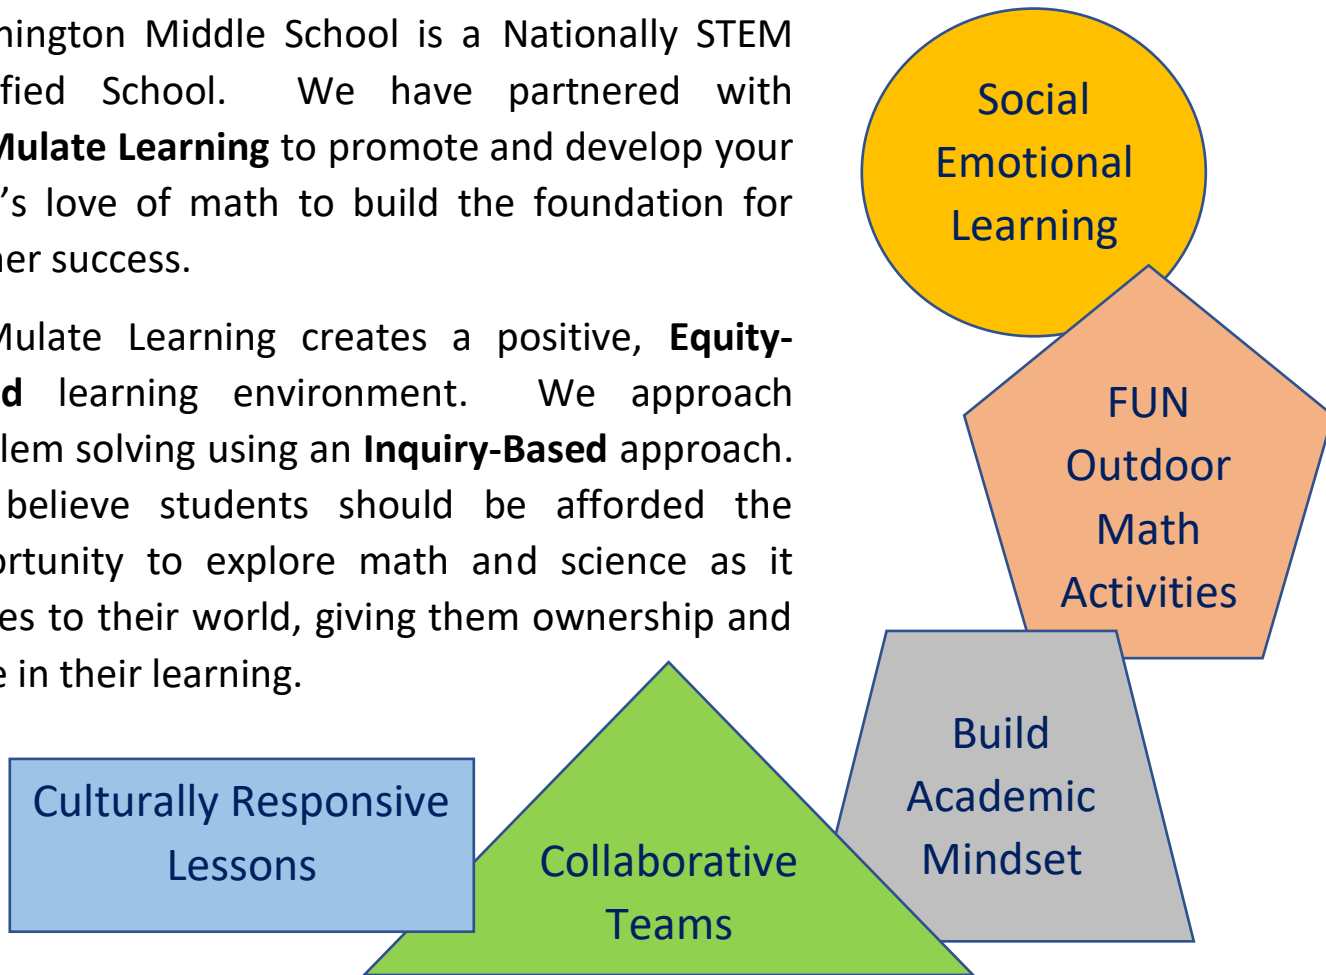 nington Middle School is a Nationally STEM
fied School. We have partnered with
Mulate Learning to promote and develop your
's love of math to build the foundation for
ner success.
Mulate Learning creates a positive, Equity-
d learning environment. We approach
lem solving using an Inquiry-Based approach.
believe students should be afforded the
ortunity to explore math and science as it
es to their world, giving them ownership and
e in their learning.
Social
Emotional
Learning
FUN
Outdoor
Math
Activities
Build
Academic
Mindset
Collaborative
Teams
Culturally Responsive
Lessons